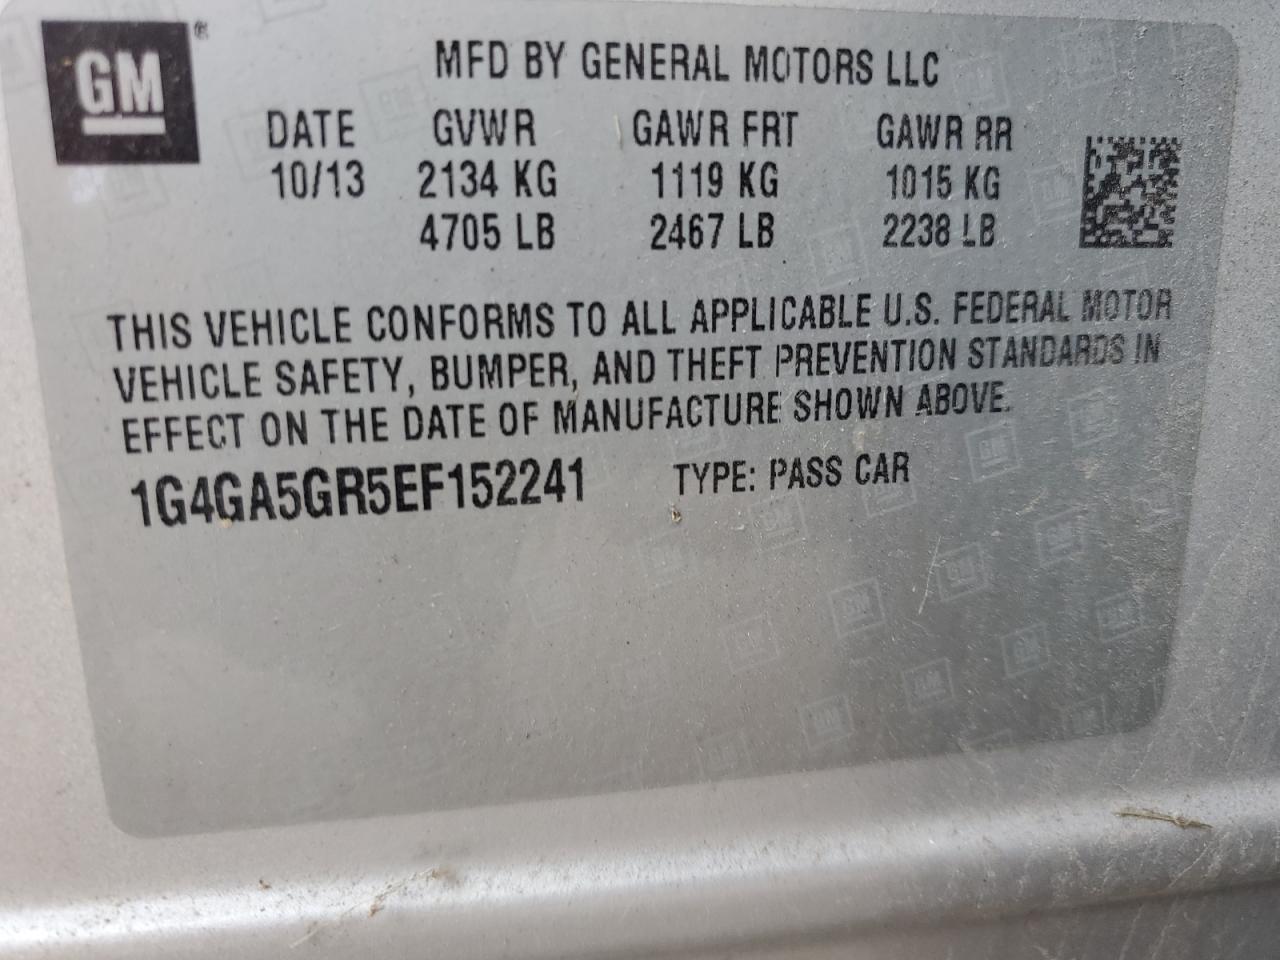 GM®
MFD BY GENERAL MOTORS LLC
DATE GVWR GAWR FRT GAWR RR
10/13 2134 KG 1119 KG 1015 KG
4705 LB 2467 LB 2238 LB
THIS VEHICLE CONFORMS TO ALL APPLICABLE U.S. FEDERAL MOTOR
VEHICLE SAFETY, BUMPER, AND THEFT PREVENTION STANDARDS IN
EFFECT ON THE DATE OF MANUFACTURE SHOWN ABOVE.
1G4GA5GR5EF152241 TYPE: PASS CAR